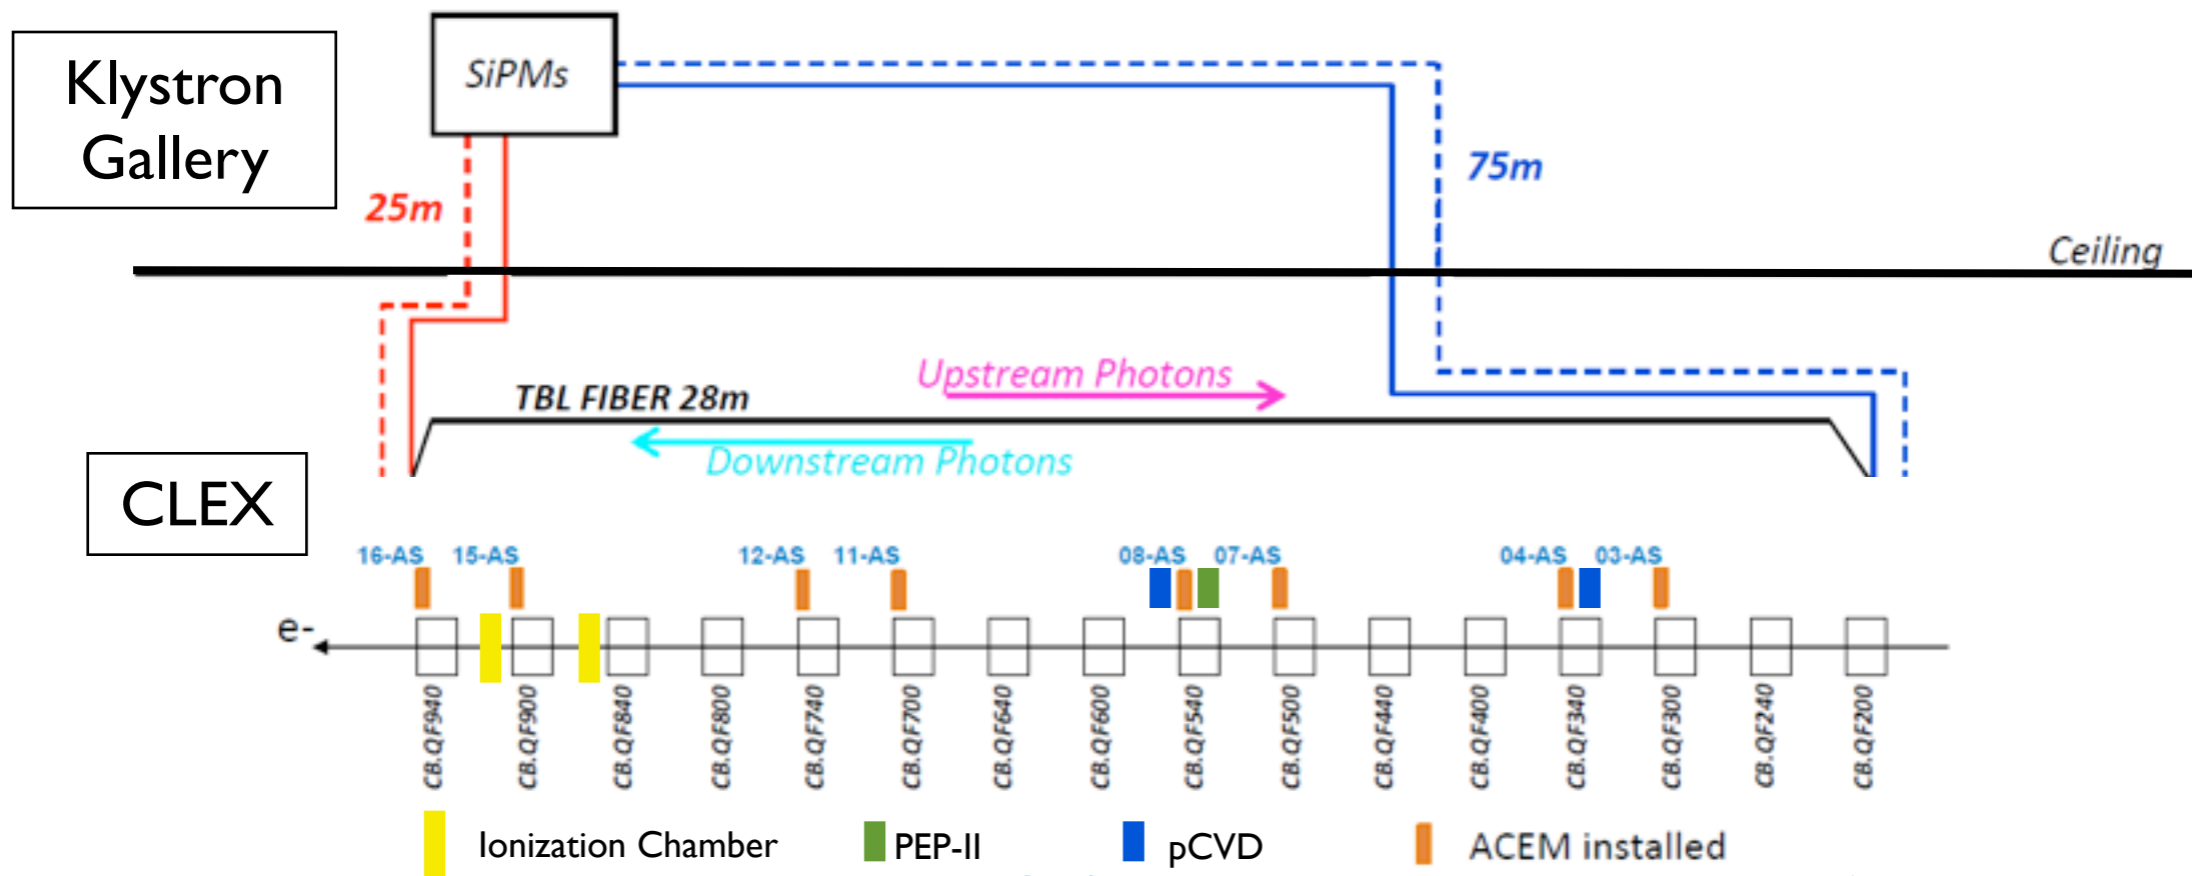 Klystron
Gallery
SiPMs
25m
75m
Ceiling
Upstream Photons
TBL FIBER 28m
Downstream Photons
CLEX
16-AS 15-AS 12-AS 11-AS 08-AS 07-AS 04-AS 03-AS
e-
CB.QF940 CB.QF900 CB.QF840 CB.QF800 CB.QF740 CB.QF700 CB.QF640 CB.QF600 CB.QF540 CB.QF500 CB.QF440 CB.QF400 CB.QF340 CB.QF300 CB.QF240 CB.QF200
Ionization Chamber PEP-II pCVD ACEM installed